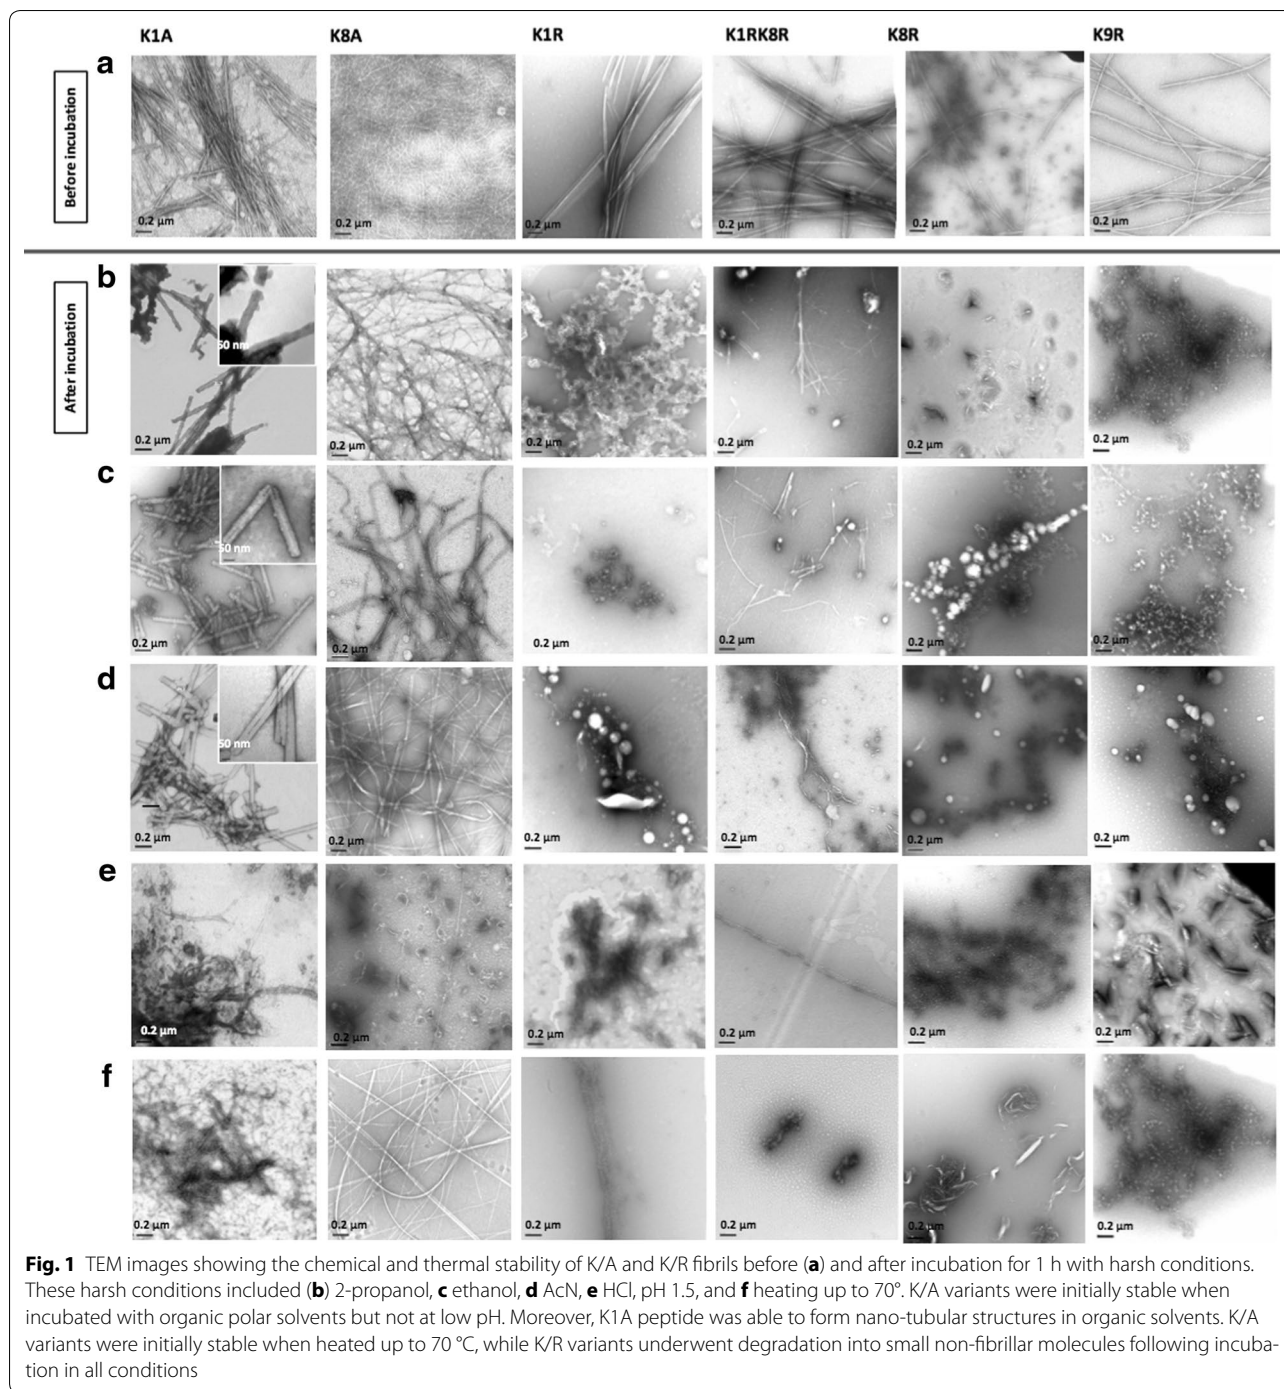 K1A K8A K1R K1RK8R K8R K9R
a
Before incubation
0.2 µm 0.2 µm 0.2 µm 0.2 µm 0.2 µm 0.2 µm
b
After incubation
50 nm
0.2 µm 0.2 µm 0.2 µm 0.2 µm 0.2 µm 0.2 µm
c
50 nm
0.2 µm 0.2 µm 0.2 µm 0.2 µm 0.2 µm 0.2 µm
d
50 nm
0.2 µm 0.2 µm 0.2 µm 0.2 µm 0.2 µm 0.2 µm
e
0.2 µm 0.2 µm 0.2 µm 0.2 µm 0.2 µm 0.2 µm
f
0.2 µm 0.2 µm 0.2 µm 0.2 µm 0.2 µm 0.2 µm
Fig. 1 TEM images showing the chemical and thermal stability of K/A and K/R fibrils before (a) and after incubation for 1 h with harsh conditions.
These harsh conditions included (b) 2-propanol, c ethanol, d AcN, e HCl, pH 1.5, and f heating up to 70°. K/A variants were initially stable when
incubated with organic polar solvents but not at low pH. Moreover, K1A peptide was able to form nano-tubular structures in organic solvents. K/A
variants were initially stable when heated up to 70 °C, while K/R variants underwent degradation into small non-fibrillar molecules following incuba-
tion in all conditions